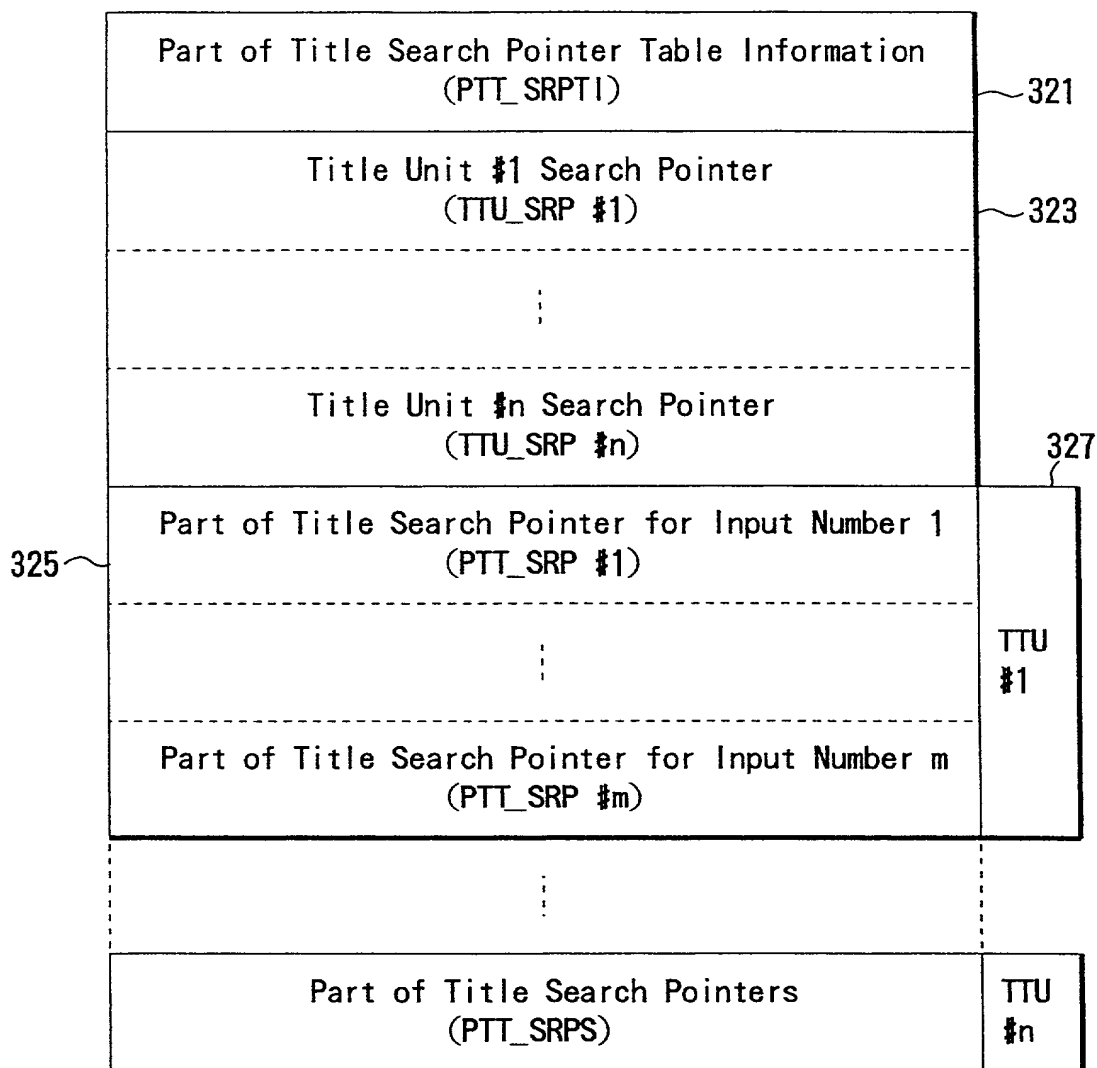 Part of Title Search Pointer Table Information
(PTT_SRPTI)
321
Title Unit #1 Search Pointer
(TTU_SRP #1)
323
Title Unit #n Search Pointer
(TTU_SRP #n)
327
Part of Title Search Pointer for Input Number 1
(PTT_SRP #1)
325
TTU
#1
Part of Title Search Pointer for Input Number m
(PTT_SRP #m)
Part of Title Search Pointers
(PTT_SRPS)
TTU
#n